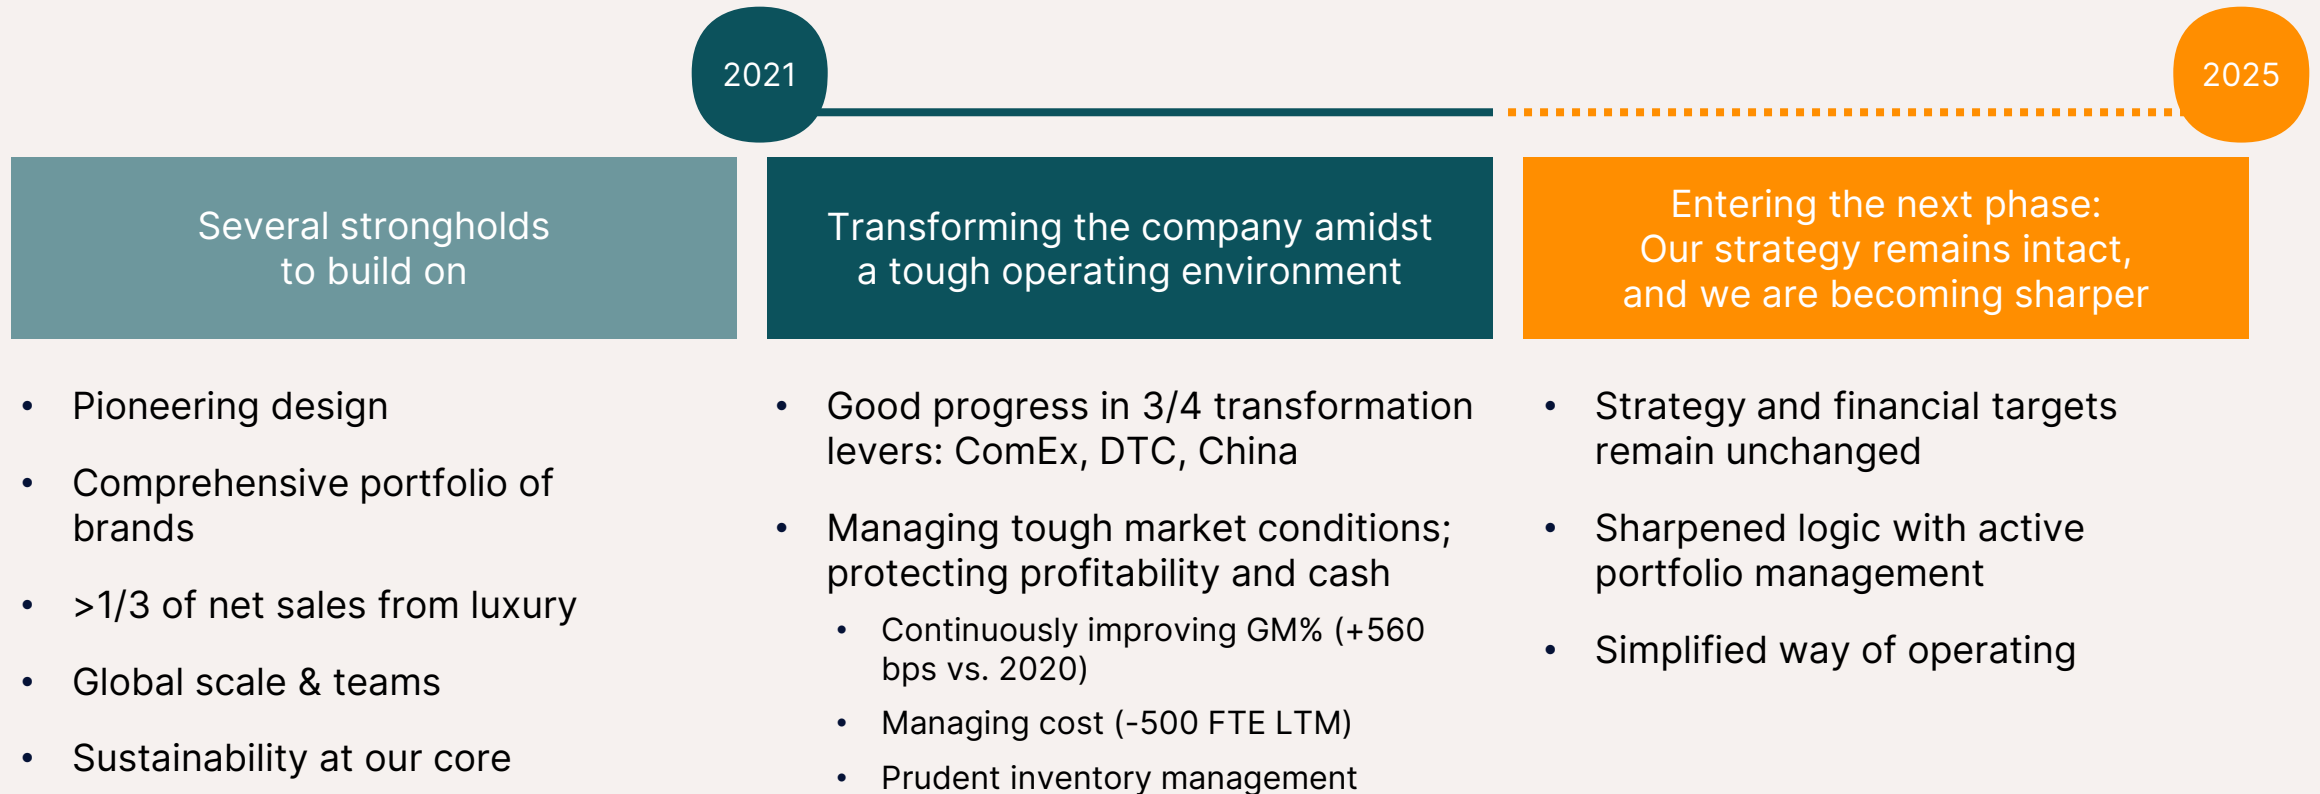 2021
2025
Several strongholds
to build on
• Pioneering design
• Comprehensive portfolio of
brands
• >1/3 of net sales from luxury
• Global scale & teams
• Sustainability at our core
Transforming the company amidst
a tough operating environment
• Good progress in 3/4 transformation
levers: ComEx, DTC, China
• Managing tough market conditions;
protecting profitability and cash
• Continuously improving GM% (+560
bps vs. 2020)
• Managing cost (-500 FTE LTM)
• Prudent inventory management
Entering the next phase:
Our strategy remains intact,
and we are becoming sharper
• Strategy and financial targets
remain unchanged
• Sharpened logic with active
portfolio management
• Simplified way of operating